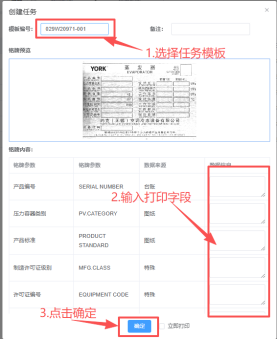 创建任务
模板编号： 029W20971-001 备注：
1.选择任务模板
铭牌预览
YORK 蒸发器
铭牌内容：
铭牌参数 铭牌参数 数据来源
产品编号 SERIAL NUMBER 台账
2.输入打印字段
压力容器类别 PV.CATEGORY 图纸
产品标准 PRODUCT STANDARD 图纸
制造许可证级别 MFG.CLASS 特殊
许可证编号 EQUIPMENT CODE 特殊
3.点击确定
确定 立即打印